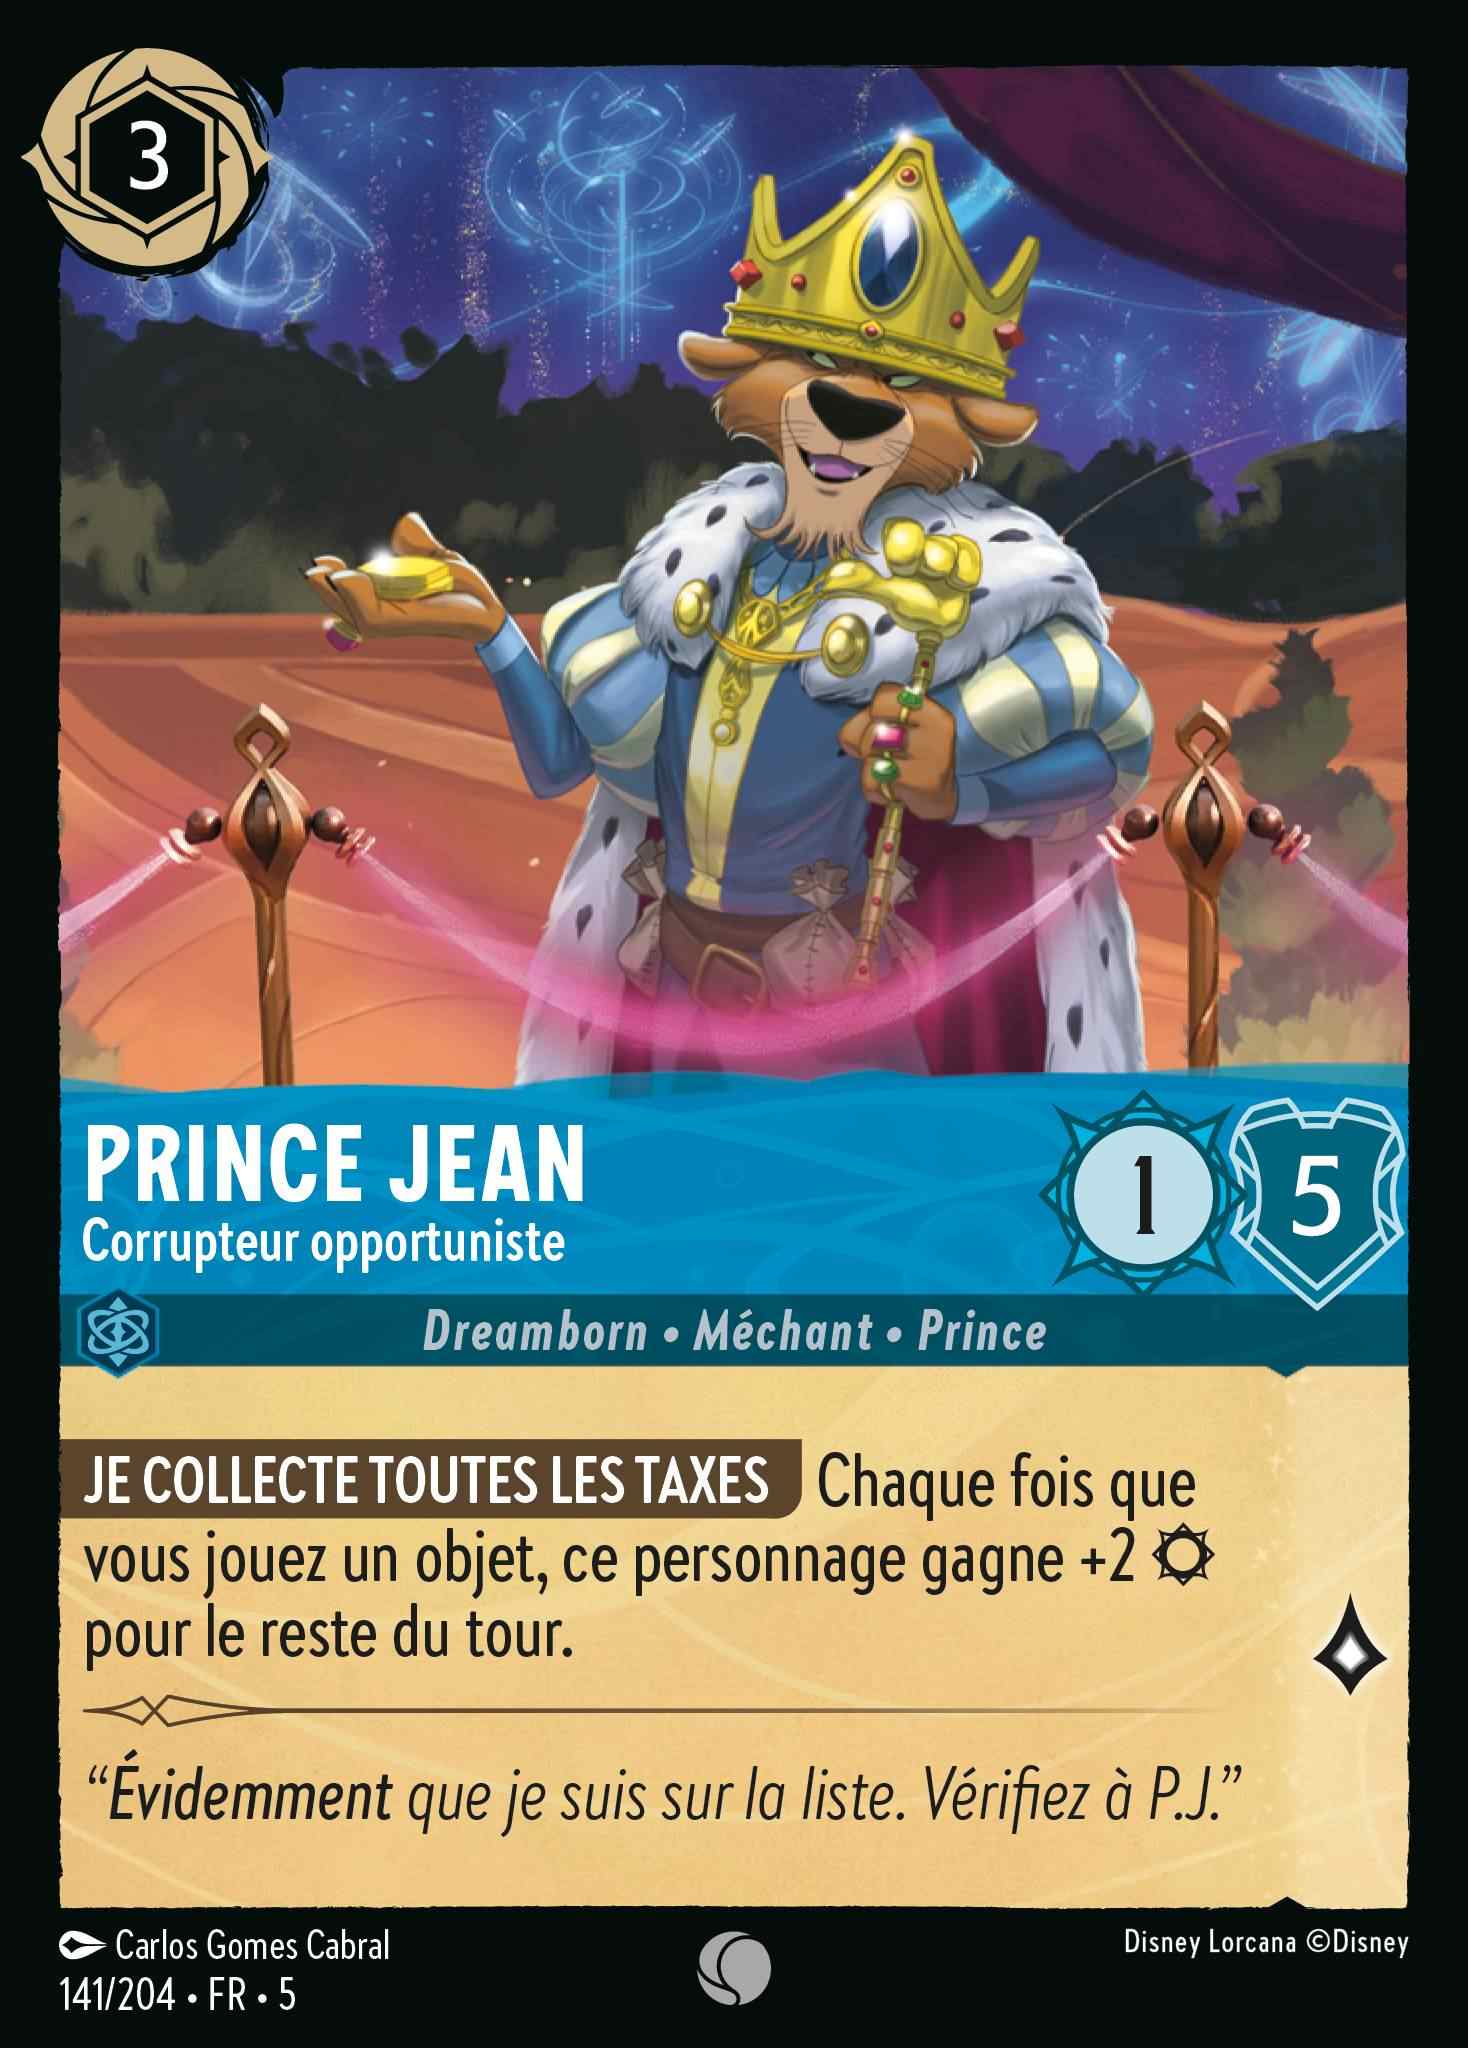 3
PRINCE JEAN
Corrupteur opportuniste
1 5
Dreamborn • Méchant • Prince
JE COLLECTE TOUTES LES TAXES Chaque fois que
vous jouez un objet, ce personnage gagne +2
pour le reste du tour.
“Évidemment que je suis sur la liste. Vérifiez à P.J.”
Carlos Gomes Cabral
Disney Lorcana ©Disney
141/204 • FR • 5